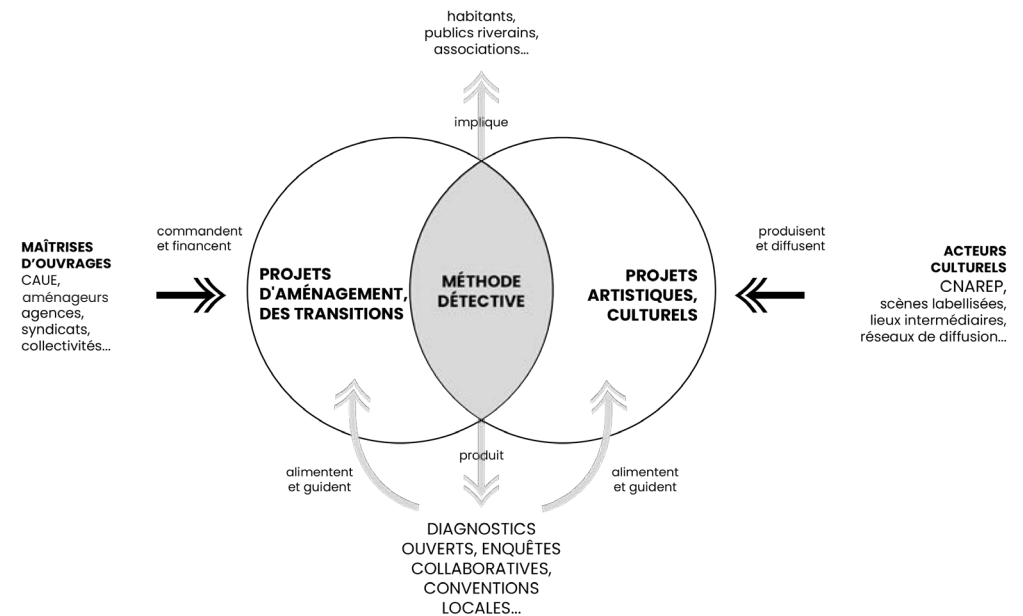 habitants,
publics riverains,
associations...
implique
commandent
et financent
MAÎTRISES
D'OUVRAGES
CAUE,
aménageurs
agences,
syndicats,
collectivités...
PROJETS
D'AMÉNAGEMENT,
DES TRANSITIONS
MÉTHODE
DÉTECTIVE
PROJETS
ARTISTIQUES,
CULTURELS
produisent
et diffusent
ACTEURS
CULTURELS
CNAREP,
scènes labellisées,
lieux intermédiaires,
réseaux de diffusion...
alimentent
et guident
produit
alimentent
et guident
DIAGNOSTICS
OUVERTS, ENQUÊTES
COLLABORATIVES,
CONVENTIONS
LOCALES...